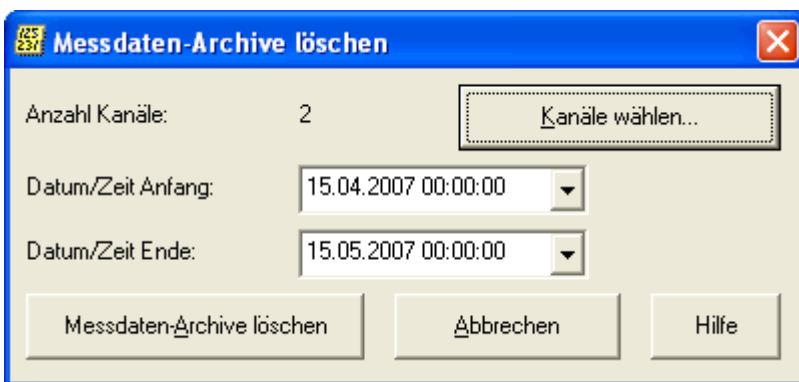 Messdaten-Archive löschen
Anzahl Kanäle: 2 Kanäle wählen...
Datum/Zeit Anfang: 15.04.2007 00:00:00
Datum/Zeit Ende: 15.05.2007 00:00:00
Messdaten-Archive löschen Abbrechen Hilfe